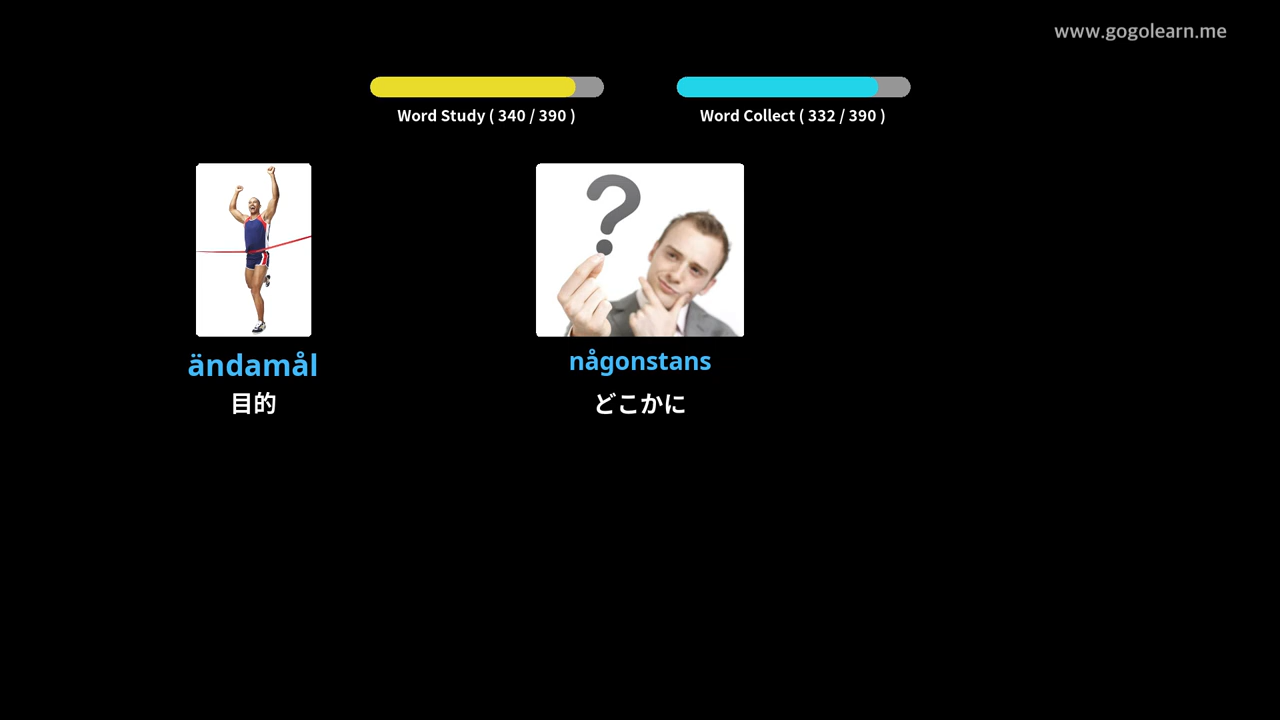 www.gogolearn.me
Word Study ( 340 / 390 )
Word Collect ( 332 / 390 )
ändamål
目的
någonstans
どこかに